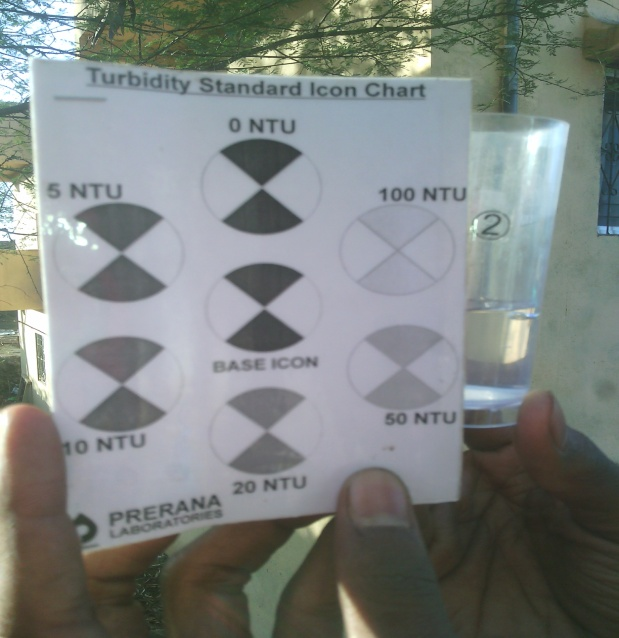 Turbidity Standard Icon Chart
0 NTU
5 NTU
100 NTU
2
BASE ICON
10 NTU
50 NTU
20 NTU
PRERANA
LABORATORIES